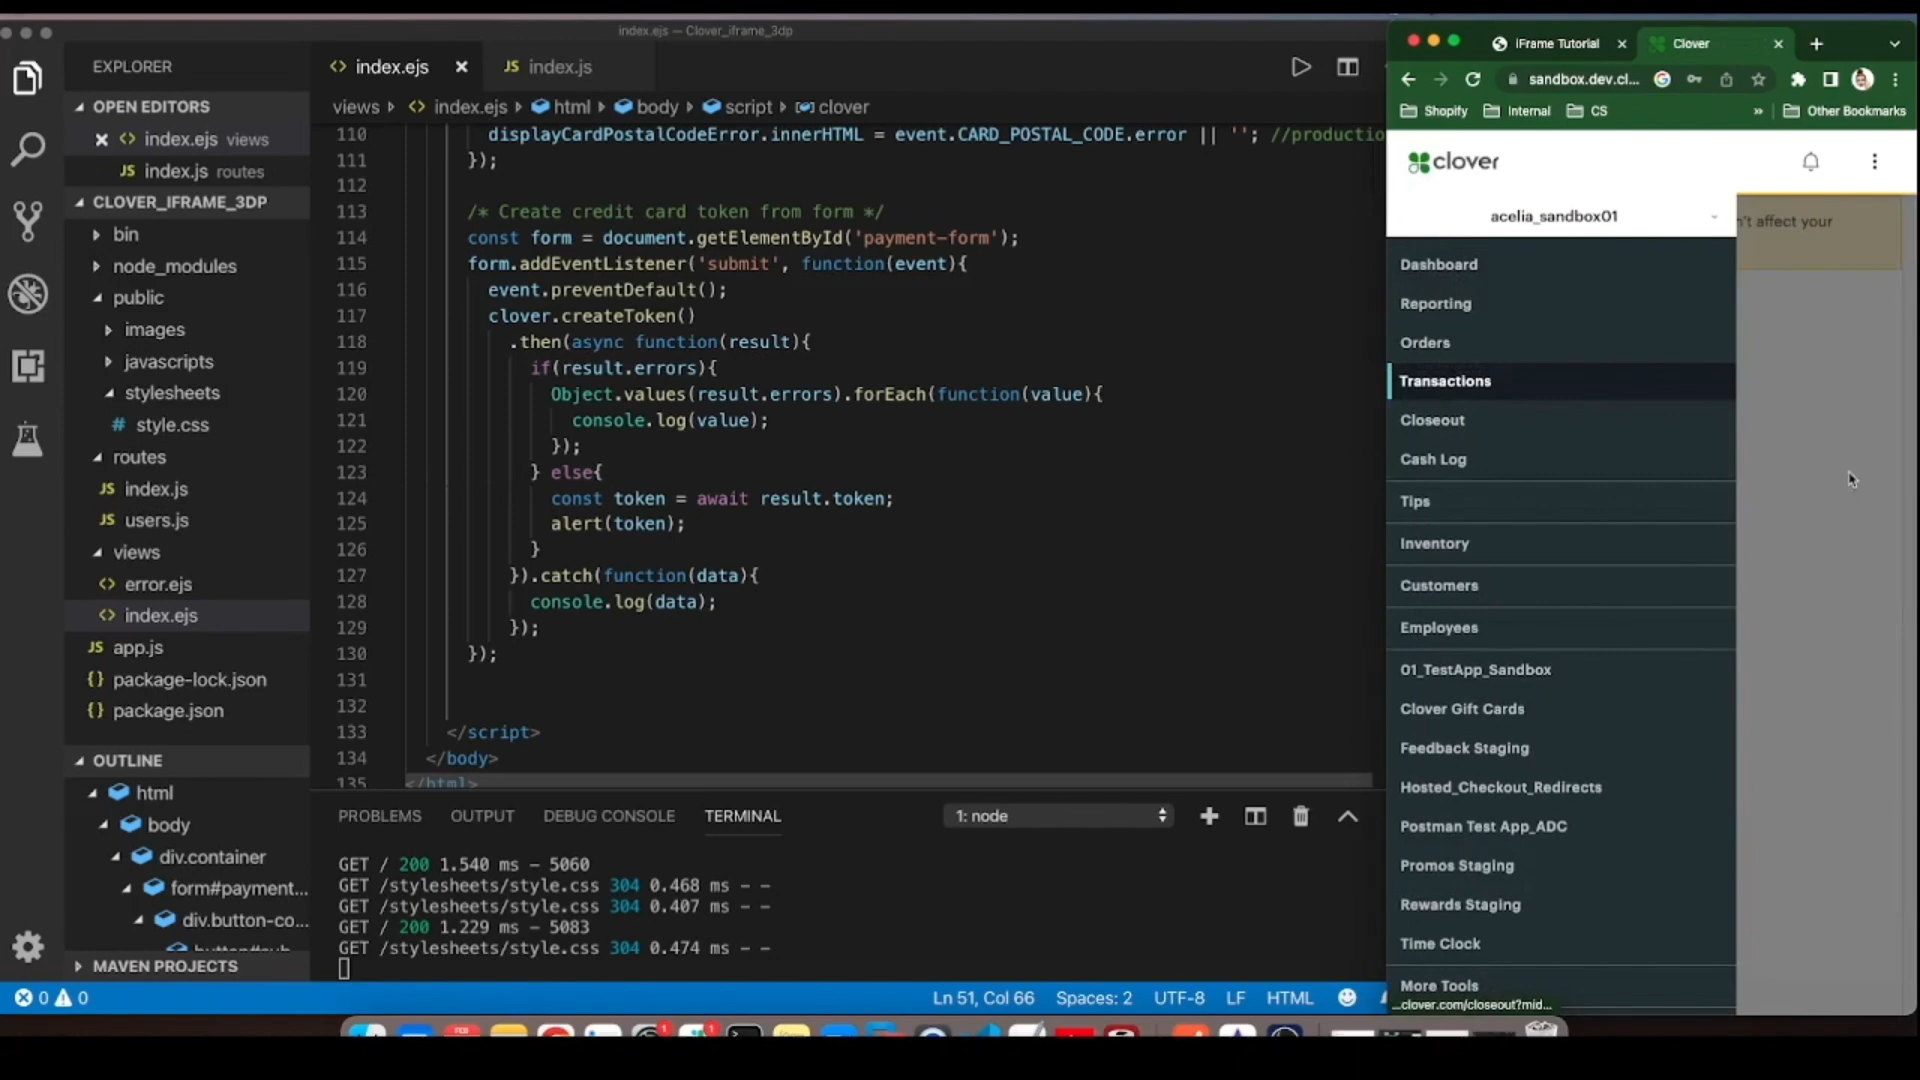 index.ejs — Clover_iframe_3dp
EXPLORER
OPEN EDITORS
index.ejs views
JS index.js routes
CLOVER_IFRAME_3DP
bin
node_modules
public
images
javascripts
stylesheets
# style.css
routes
JS index.js
JS users.js
views
<> error.ejs
<> index.ejs
JS app.js
{} package-lock.json
{} package.json
OUTLINE
html
body
div.container
form#payment...
div.button-co...
MAVEN PROJECTS
<> index.ejs
JS index.js
views <> index.ejs html body script clover
110 displayCardPostalCodeError.innerHTML = event.CARD_POSTAL_CODE.error || ''; //productio
111 });
112
113 /* Create credit card token from form */
114 const form = document.getElementById('payment-form');
115 form.addEventListener('submit', function(event){
116 event.preventDefault();
117 clover.createToken()
118 .then(async function(result){
119 if(result.errors){
120 Object.values(result.errors).forEach(function(value){
121 console.log(value);
122 });
123 } else{
124 const token = await result.token;
125 alert(token);
126 }
127 }).catch(function(data){
128 console.log(data);
129 });
130 });
131
132
133 </script>
134 </body>
135 </html>
PROBLEMS OUTPUT DEBUG CONSOLE TERMINAL
1: node
GET / 200 1.540 ms – 5060
GET /stylesheets/style.css 304 0.468 ms – –
GET /stylesheets/style.css 304 0.407 ms – –
GET / 200 1.229 ms – 5083
GET /stylesheets/style.css 304 0.474 ms – –
0 0
Ln 51, Col 66 Spaces: 2 UTF-8 LF HTML
iFrame Tutorial
Clover
sandbox.dev.cl...
Shopify Internal CS » Other Bookmarks
clover
acelia_sandbox01
n't affect your
Dashboard
Reporting
Orders
Transactions
Closeout
Cash Log
Tips
Inventory
Customers
Employees
01_TestApp_Sandbox
Clover Gift Cards
Feedback Staging
Hosted_Checkout_Redirects
Postman Test App_ADC
Promos Staging
Rewards Staging
Time Clock
More Tools
_clover.com/closeout?mid...